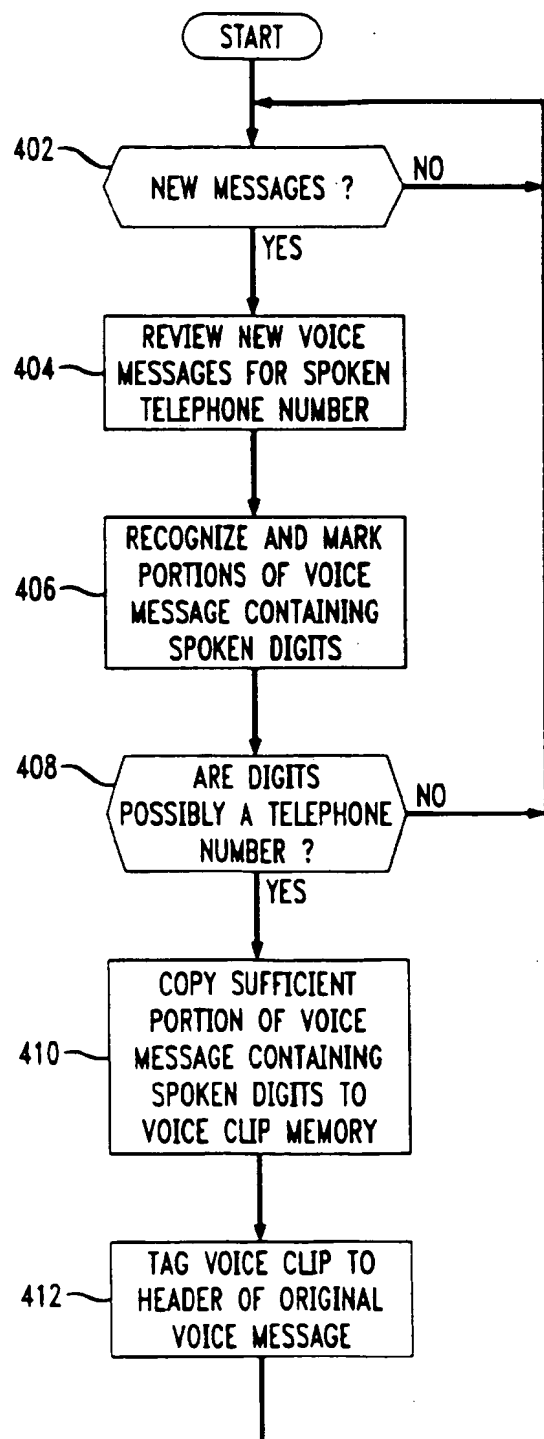 START
402
NEW MESSAGES ?
NO
YES
404
REVIEW NEW VOICE
MESSAGES FOR SPOKEN
TELEPHONE NUMBER
406
RECOGNIZE AND MARK
PORTIONS OF VOICE
MESSAGE CONTAINING
SPOKEN DIGITS
408
ARE DIGITS
POSSIBLY A TELEPHONE
NUMBER ?
NO
YES
410
COPY SUFFICIENT
PORTION OF VOICE
MESSAGE CONTAINING
SPOKEN DIGITS TO
VOICE CLIP MEMORY
412
TAG VOICE CLIP TO
HEADER OF ORIGINAL
VOICE MESSAGE